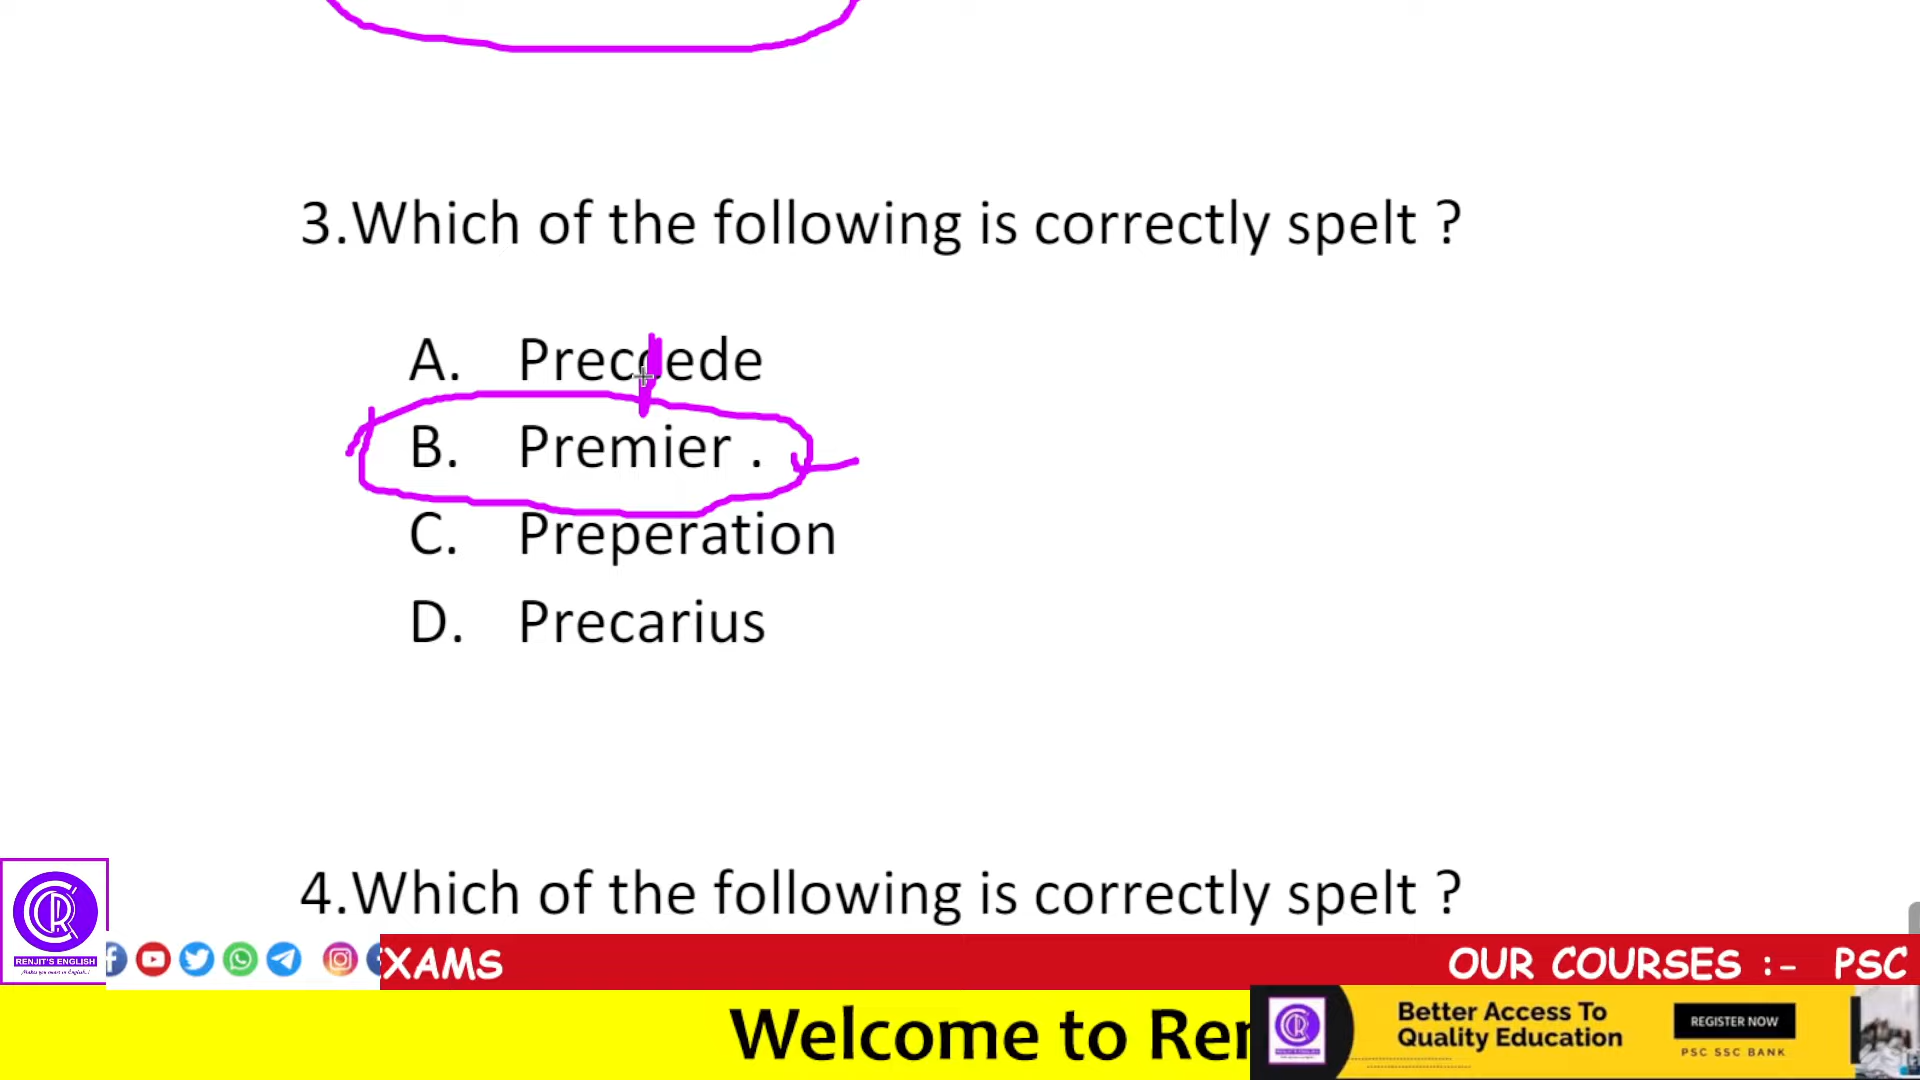 3.Which of the following is correctly spelt ?
A. Preccede
B. Premier .
C. Preperation
D. Precarius
4.Which of the following is correctly spelt ?
RENJIT'S ENGLISH
XAMS
OUR COURSES :- PSC
Welcome to Ren
Better Access To
Quality Education
REGISTER NOW
PSC SSC BANK